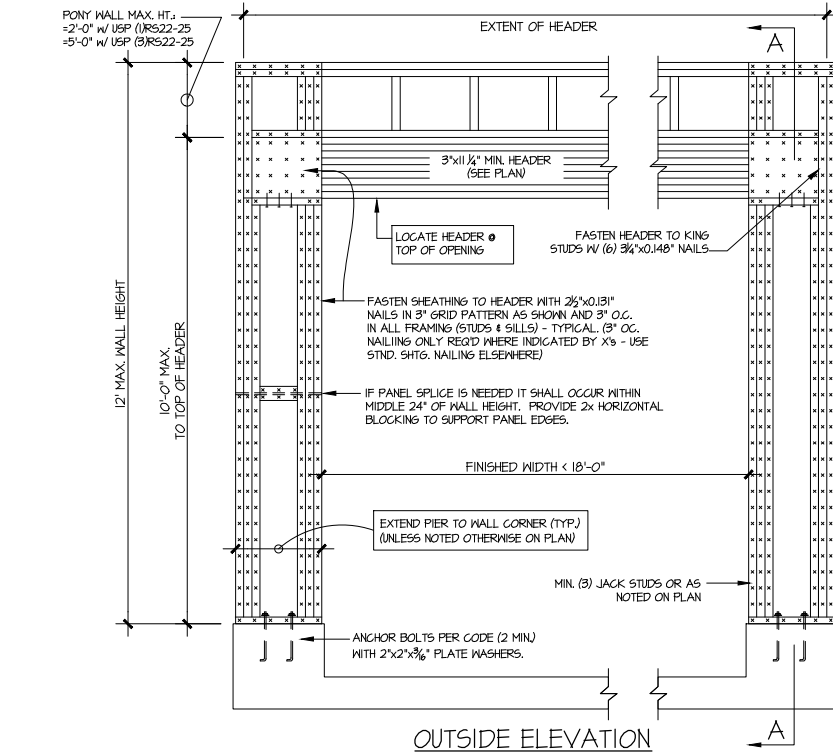 PONY WALL MAX. HT.:
=2'-0" W/ USP (1)RS22-25
=5'-0" W/ USP (3)RS22-25
EXTENT OF HEADER
A
3"x11 1/4" MIN. HEADER
(SEE PLAN)
LOCATE HEADER @
TOP OF OPENING
FASTEN HEADER TO KING
STUDS W/ (6) 3 1/4"x0.148" NAILS
FASTEN SHEATHING TO HEADER WITH 2 1/2"x0.131"
NAILS IN 3" GRID PATTERN AS SHOWN AND 3" O.C.
IN ALL FRAMING (STUDS & SILLS) - TYPICAL. (3" OC.
NAILIING ONLY REQ'D WHERE INDICATED BY X's - USE
STND. SHTG. NAILING ELSEWHERE)
12' MAX. WALL HEIGHT
10'-0" MAX.
TO TOP OF HEADER
IF PANEL SPLICE IS NEEDED IT SHALL OCCUR WITHIN
MIDDLE 24" OF WALL HEIGHT. PROVIDE 2x HORIZONTAL
BLOCKING TO SUPPORT PANEL EDGES.
FINISHED WIDTH < 18'-0"
EXTEND PIER TO WALL CORNER (TYP.)
(UNLESS NOTED OTHERWISE ON PLAN)
MIN. (3) JACK STUDS OR AS
NOTED ON PLAN
ANCHOR BOLTS PER CODE (2 MIN.)
WITH 2"x2"x3/16" PLATE WASHERS.
OUTSIDE ELEVATION
A